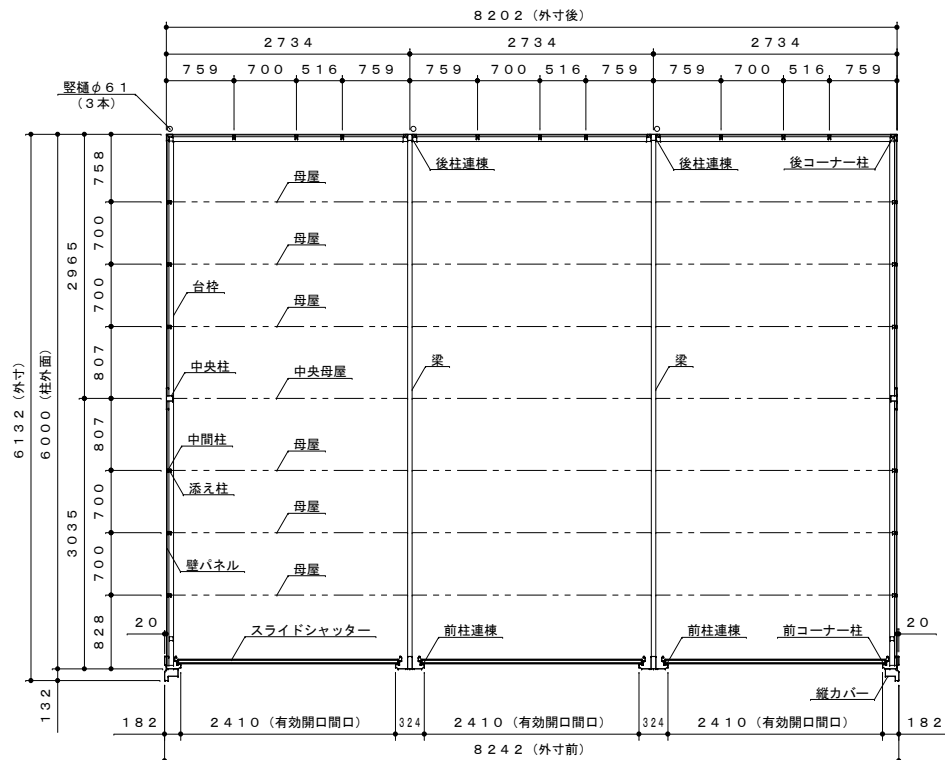 8202(外寸後)
2734 2734 2734
759 700 516 759 759 700 516 759 759 700 516 759
竪樋φ61
(3本)
後柱連棟 後柱連棟 後コーナー柱
母屋
母屋
台枠 母屋
中央柱 中央母屋 梁 梁
中間柱 母屋
添え柱
母屋
壁パネル 母屋
スライドシャッター 前柱連棟 前柱連棟 前コーナー柱
縦カバー
6132(外寸)
6000(柱外面)
2965
3035
758
700
700
807
807
700
700
828
132
20 20
182 2410(有効開口間口) 324 2410(有効開口間口) 324 2410(有効開口間口) 182
8242(外寸前)